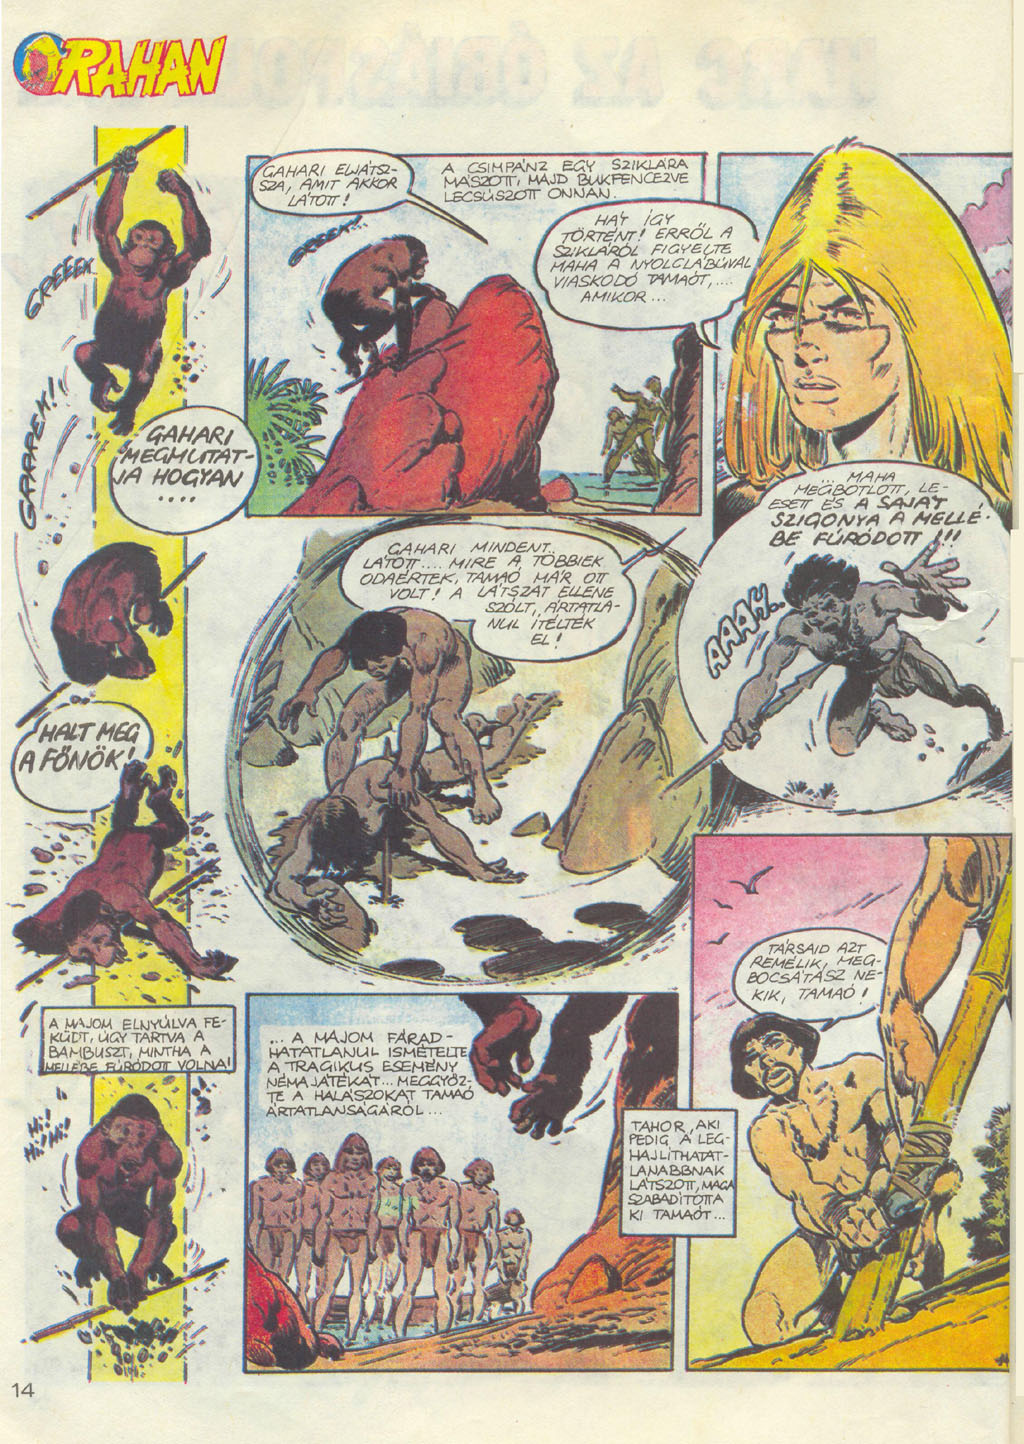 ORAHAN
GREEEK..
GRRREK!
GAHARI
MEGMUTAT-
JA HOGYAN
....
HALT MEG
A FŐNÖK!
A MAJOM ELNYÚLVA FE-
KÜDT, ÚGY TARTVA A
BAMBUSZT, MINTHA A
MELLÉBE FÚRÓDOTT VOLNA!
HI!
HI! HI!
HI!
GAHARI ELJÁTSZ-
SZA, AMIT AKKOR
LÁTOTT!
A CSIMPÁNZ EGY SZIKLÁRA
MÁSZOTT, MAJD BUKFENCEZVE
LECSÚSZOTT ONNAN.
GRREEK...
HÁT ÍGY
TÖRTÉNT! ERRŐL A
SZIKLÁRÓL FIGYELTE
MAHA A NYOLCLÁBÚVAL
VIASKODÓ TAMAÓT,....
AMIKOR...
... MAHA
MEGBOTLOTT, LE-
ESETT ÉS A SAJÁT
SZIGONYA A MELLÉ-
BE FÚRÓDOTT!!!
AAAH..
GAHARI MINDENT..
LÁTOTT.... MIRE A TÖBBIEK
ODAÉRTEK, TAMAÓ MÁR OTT
VOLT! A LÁTSZAT ELLENE
SZÓLT, ÁRTATLA-
NUL ÍTÉLTÉK
EL!
... A MAJOM FÁRAD-
HATATLANUL ISMÉTELTE
A TRAGIKUS ESEMÉNY
NÉMAJÁTÉKÁT... MEGGYŐZ-
TE A HALÁSZOKAT TAMAÓ
ÁRTATLANSÁGÁRÓL...
TÁRSAID AZT
REMÉLIK, MEG-
BOCSÁTASZ NE-
KIK, TAMAÓ!
TAHOR, AKI
PEDIG A LEG-
HAJLÍTHATAT-
LANABBNAK
LÁTSZOTT, MAGA
SZABADÍTOTTA
KI TAMAÓT...
14